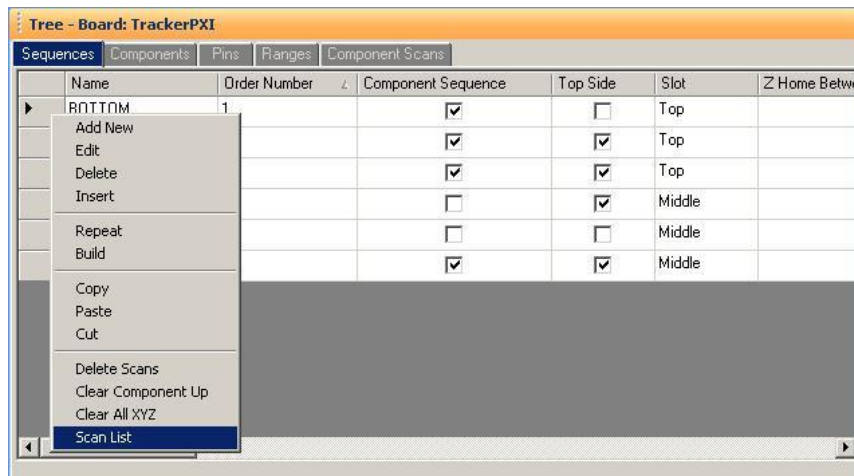 Tree - Board: TrackerPXI
Sequences Components Pins Ranges Component Scans
Name Order Number Component Sequence Top Side Slot Z Home Betwe
BOTTOM 1 Top
Add New
Edit Top
Delete Top
Insert Middle
Repeat Middle
Build Middle
Copy
Paste
Cut
Delete Scans
Clear Component Up
Clear All XYZ
Scan List